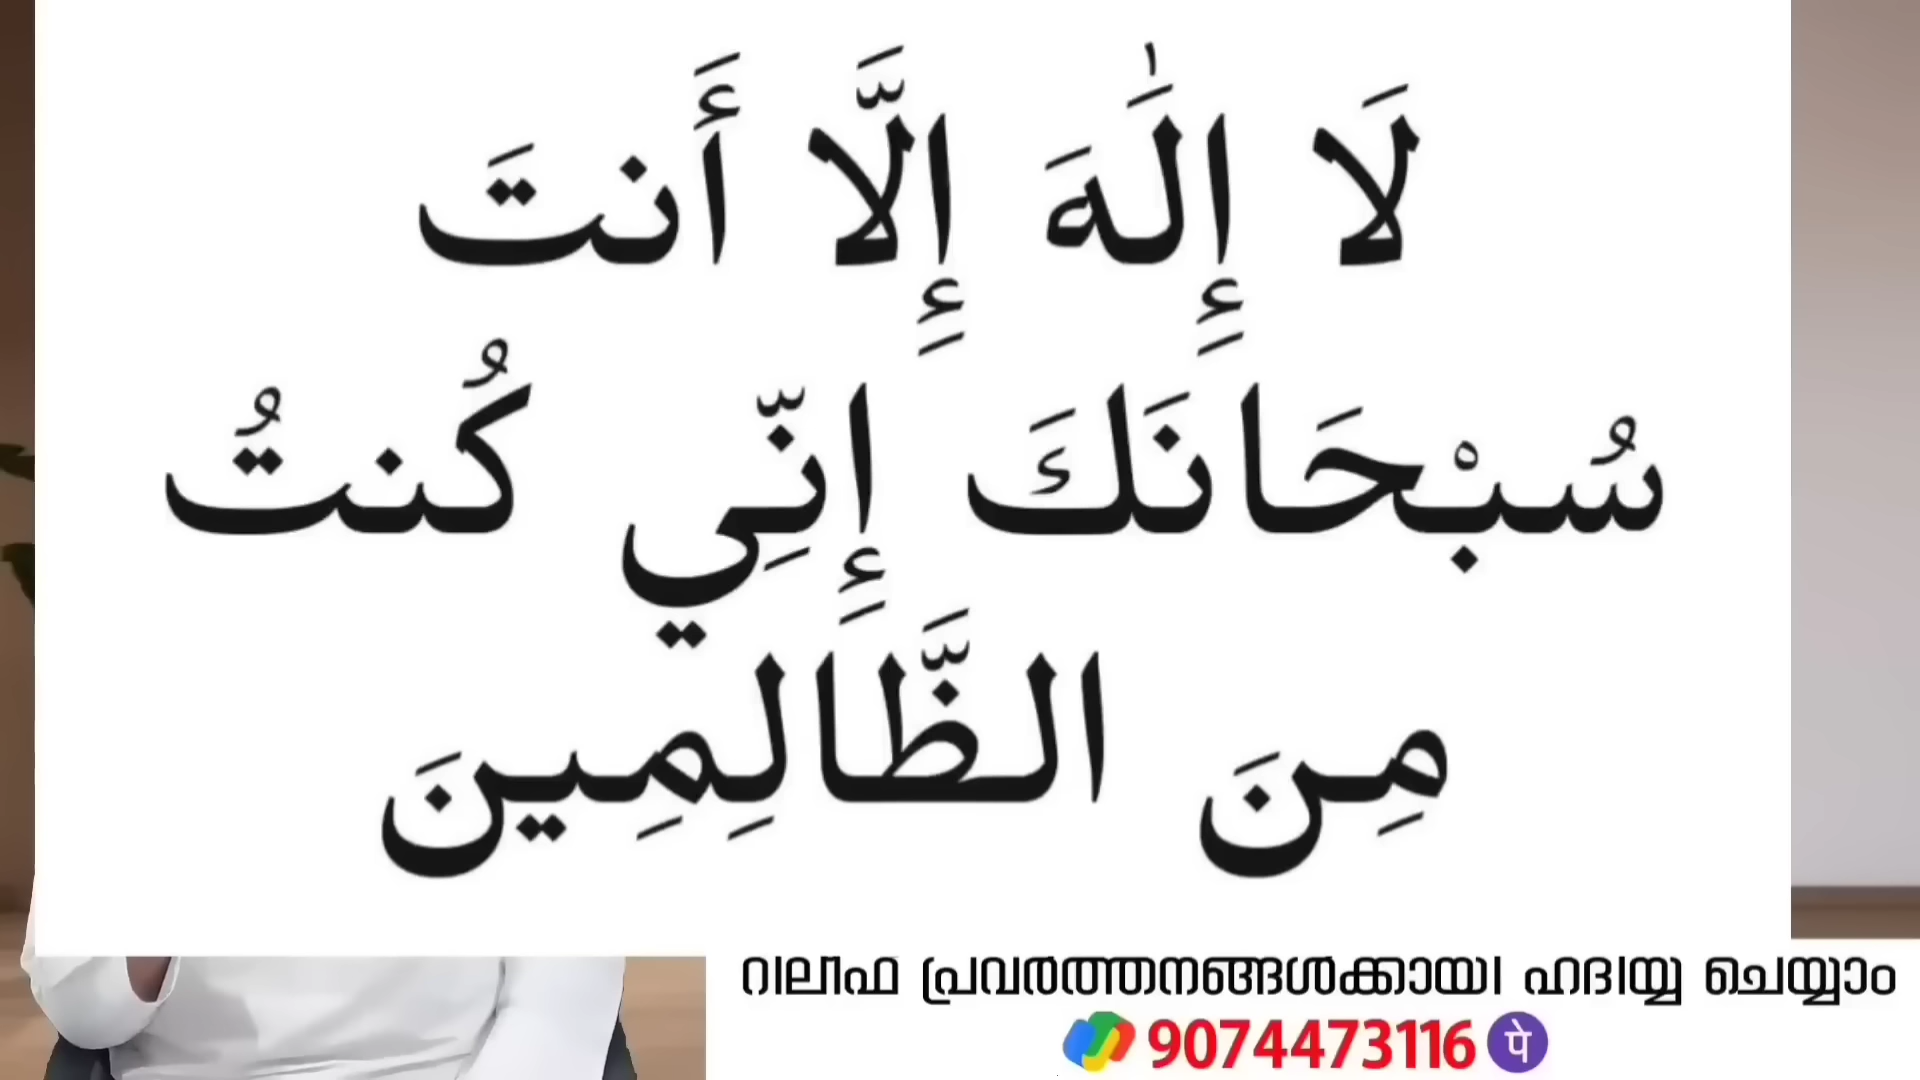 لَا إِلَٰهَ إِلَّا أَنتَ
سُبْحَانَكَ إِنِّي كُنتُ
مِنَ الظَّالِمِينَ
റിലീഫ് പ്രവർത്തനങ്ങൾക്കായി ഹദിയ്യ ചെയ്യാം
9074473116 पे